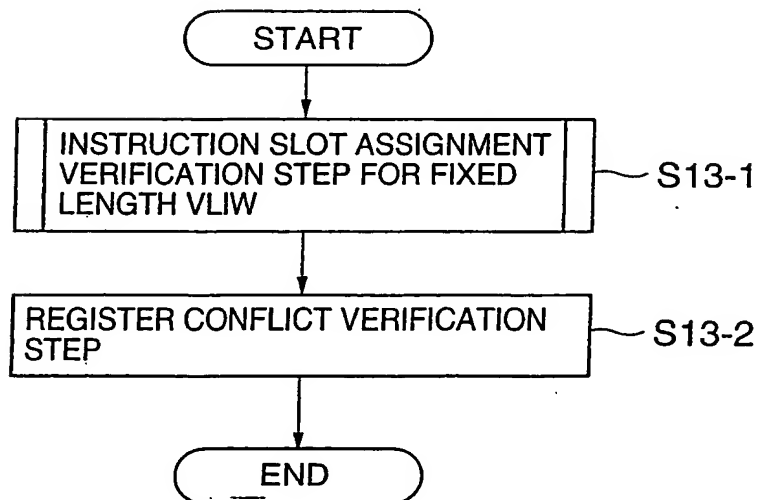 START
INSTRUCTION SLOT ASSIGNMENT
VERIFICATION STEP FOR FIXED
LENGTH VLIW
S13-1
REGISTER CONFLICT VERIFICATION
STEP
S13-2
END